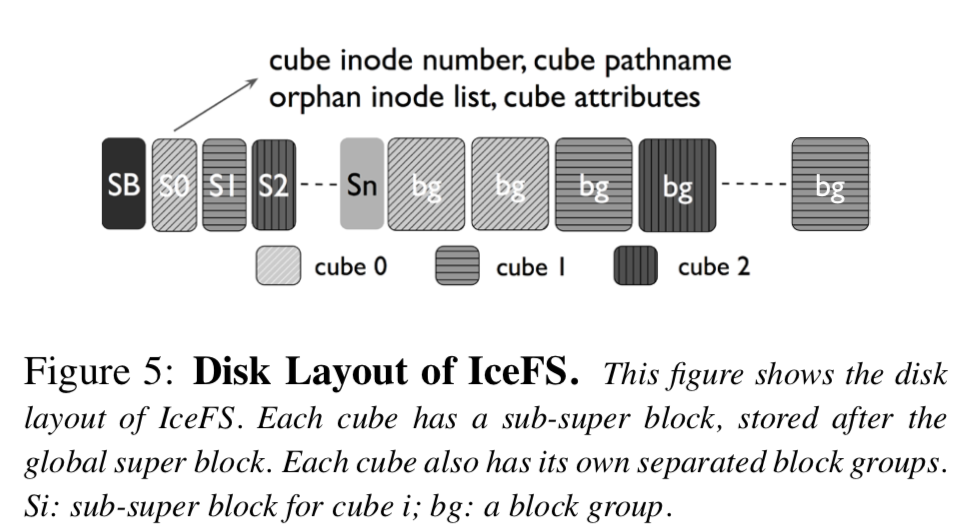 cube inode number, cube pathname
orphan inode list, cube attributes
SB S0 S1 S2 Sn bg bg bg bg bg
cube 0 cube 1 cube 2
Figure 5: Disk Layout of IceFS. This figure shows the disk
layout of IceFS. Each cube has a sub-super block, stored after the
global super block. Each cube also has its own separated block groups.
Si: sub-super block for cube i; bg: a block group.